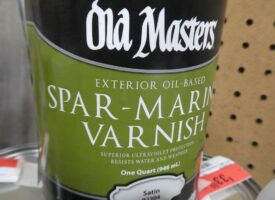 Old Masters
EXTERIOR OIL-BASED
SPAR-MARIN
VARNISH
SUPERIOR ULTRAVIOLET PROTECTION
RESISTS WATER AND WEATHER
One Quart (946 mL)
Satin